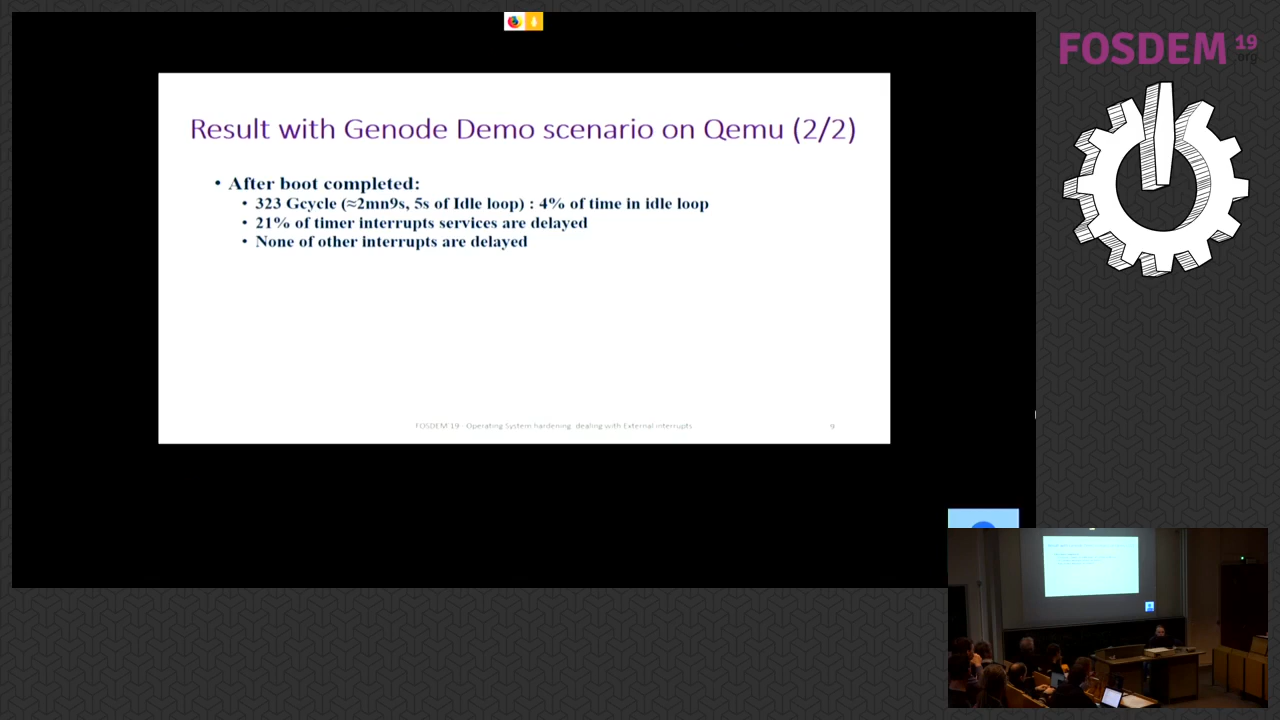 FOSDEM 19
.org
Result with Genode Demo scenario on Qemu (2/2)
• After boot completed:
• 323 Gcycle (≈2mn9s, 5s of Idle loop) : 4% of time in idle loop
• 21% of timer interrupts services are delayed
• None of other interrupts are delayed
FOSDEM'19 - Operating System hardening dealing with External interrupts
9